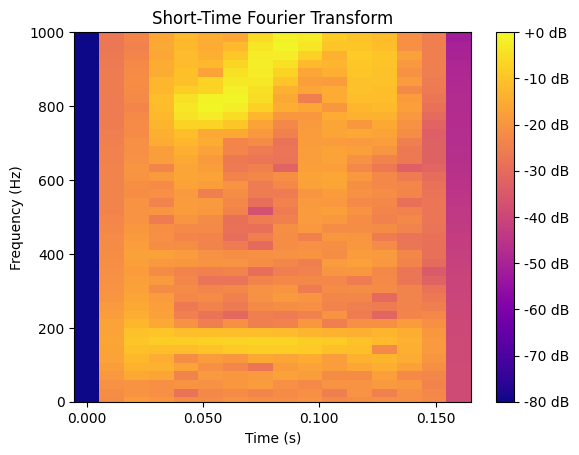 Short-Time Fourier Transform
Frequency (Hz)
1000
800
600
400
200
0
0.000
0.050
0.100
0.150
Time (s)
+0 dB
-10 dB
-20 dB
-30 dB
-40 dB
-50 dB
-60 dB
-70 dB
-80 dB